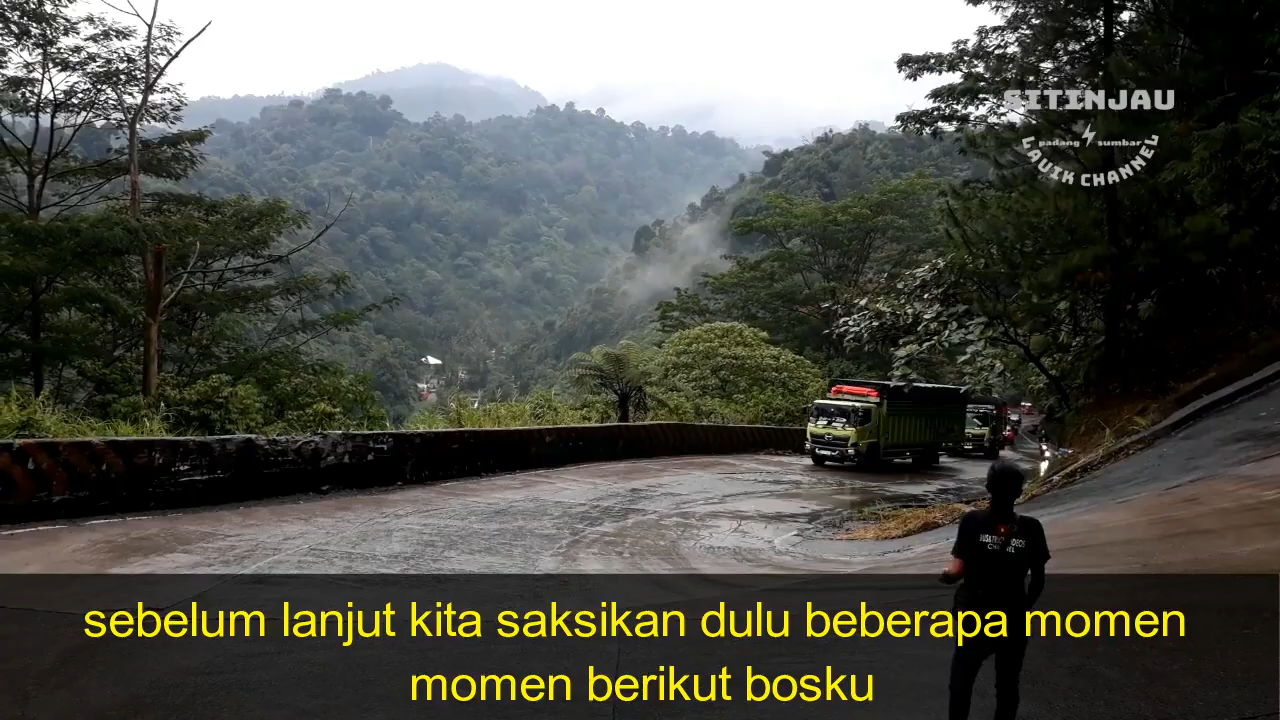 SITINJAU
padang sumbar
LAUIK CHANNEL
sebelum lanjut kita saksikan dulu beberapa momen
momen berikut bosku